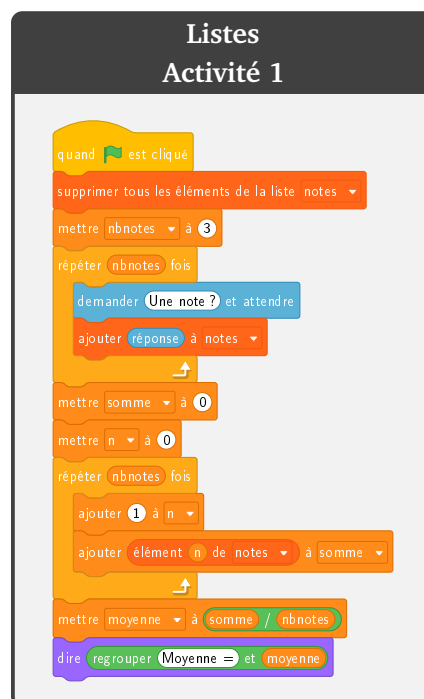 Listes
Activité 1
quand est cliqué
supprimer tous les éléments de la liste notes
mettre nbnotes à 3
répéter nbnotes fois
demander Une note ? et attendre
ajouter réponse à notes
mettre somme à 0
mettre n à 0
répéter nbnotes fois
ajouter 1 à n
ajouter élément n de notes à somme
mettre moyenne à somme / nbnotes
dire regrouper Moyenne = et moyenne